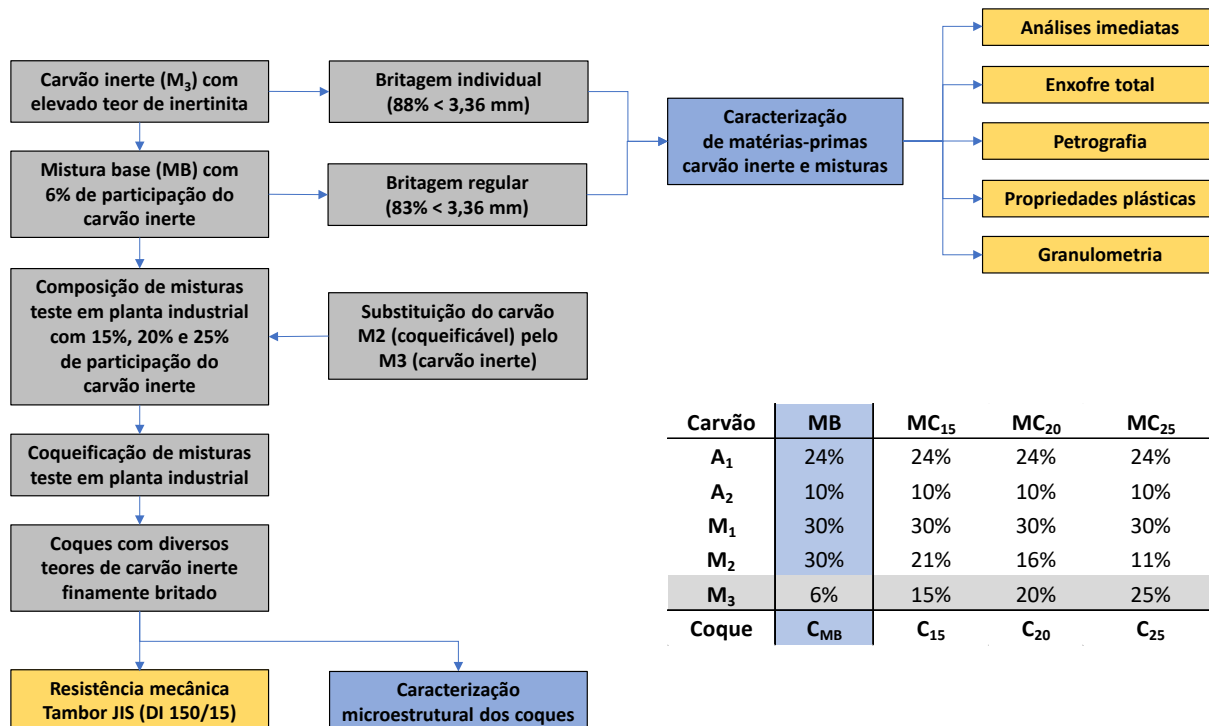 Carvão inerte (M3) com
elevado teor de inertinita
Britagem individual
(88% < 3,36 mm)
Mistura base (MB) com
6% de participação do
carvão inerte
Britagem regular
(83% < 3,36 mm)
Caracterização
de matérias-primas
carvão inerte e misturas
Análises imediatas
Enxofre total
Petrografia
Propriedades plásticas
Granulometria
Composição de misturas
teste em planta industrial
com 15%, 20% e 25%
de participação do
carvão inerte
Substituição do carvão
M2 (coqueificável) pelo
M3 (carvão inerte)
Coqueificação de misturas
teste em planta industrial
Coques com diversos
teores de carvão inerte
finamente britado
Resistência mecânica
Tambor JIS (DI 150/15)
Caracterização
microestrutural dos coques
Carvão MB MC15 MC20 MC25
A1 24% 24% 24% 24%
A2 10% 10% 10% 10%
M1 30% 30% 30% 30%
M2 30% 21% 16% 11%
M3 6% 15% 20% 25%
Coque CMB C15 C20 C25